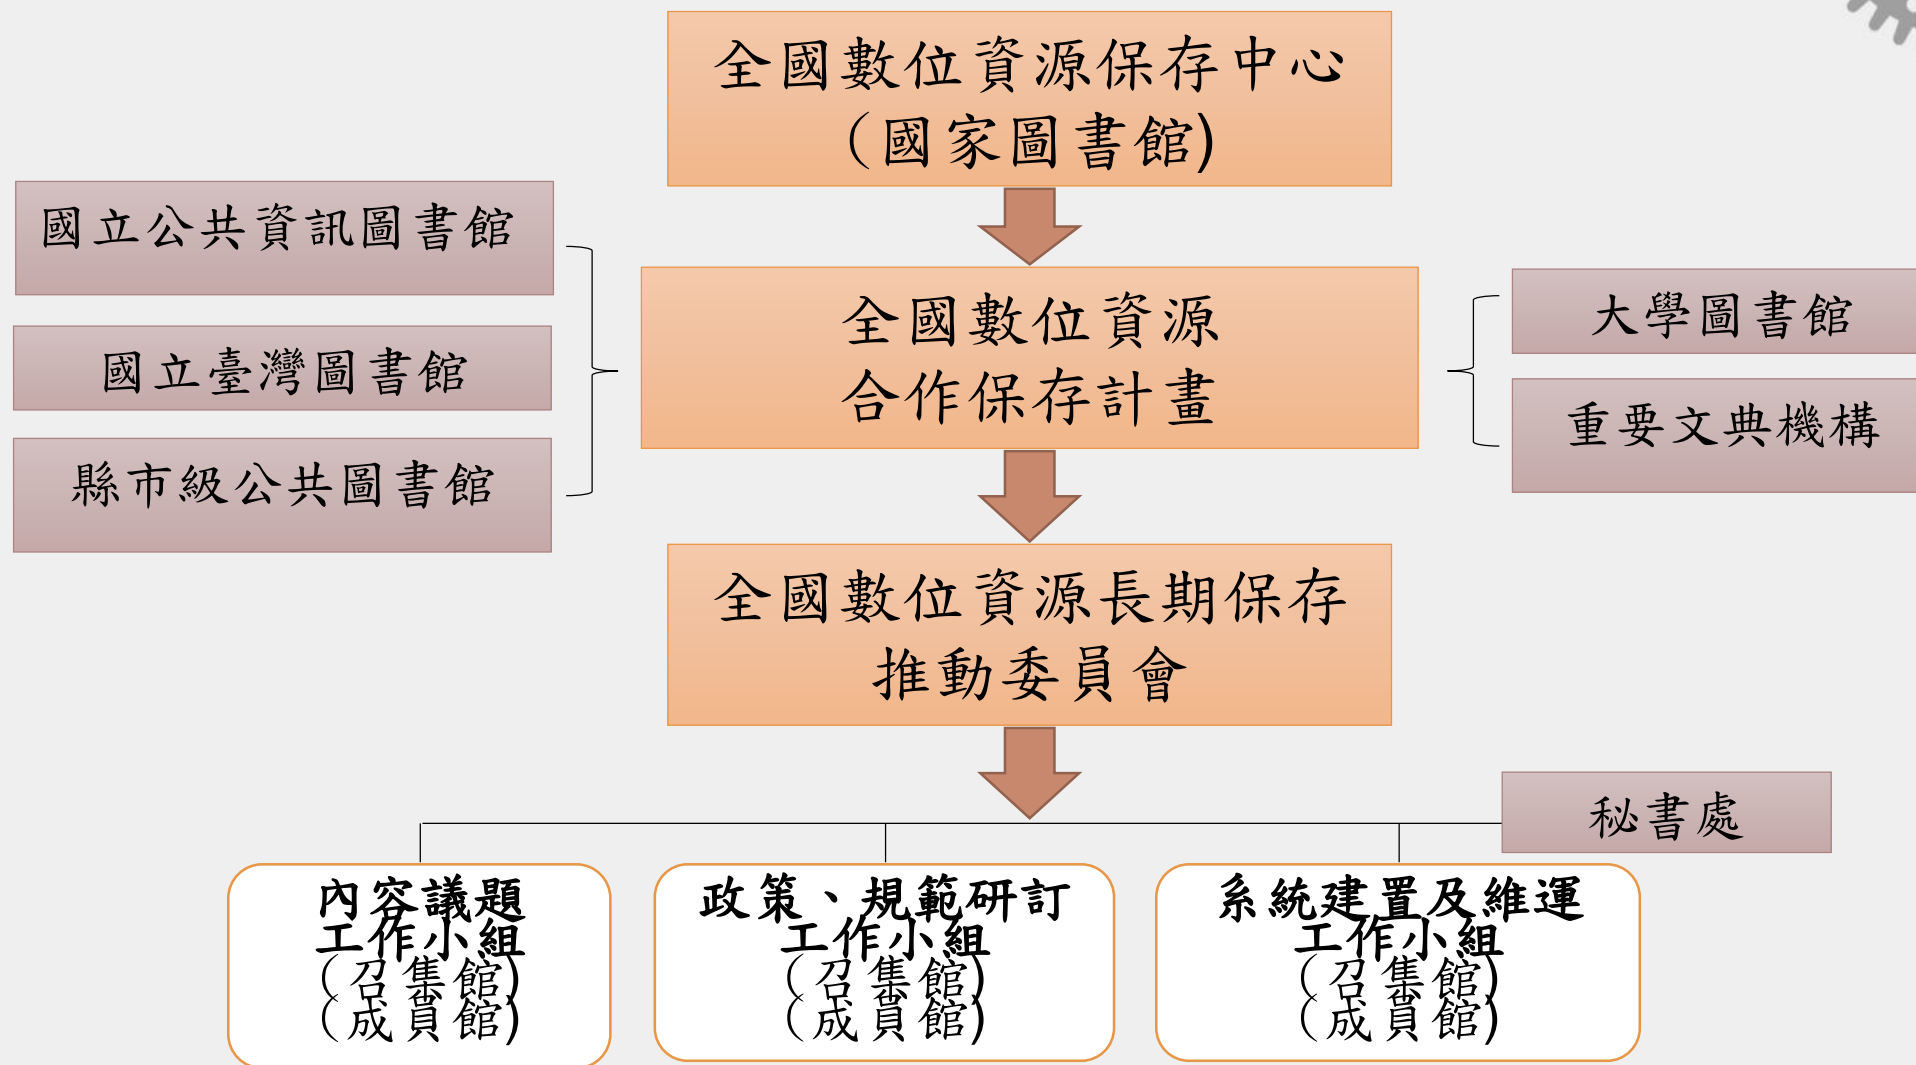 全國數位資源保存中心
（國家圖書館)
國立公共資訊圖書館
國立臺灣圖書館
縣市級公共圖書館
全國數位資源
合作保存計畫
大學圖書館
重要文典機構
全國數位資源長期保存
推動委員會
秘書處
內容議題
工作小組
（召集館)
（成員館)
政策、規範研訂
工作小組
（召集館)
（成員館)
系統建置及維運
工作小組
（召集館)
（成員館)